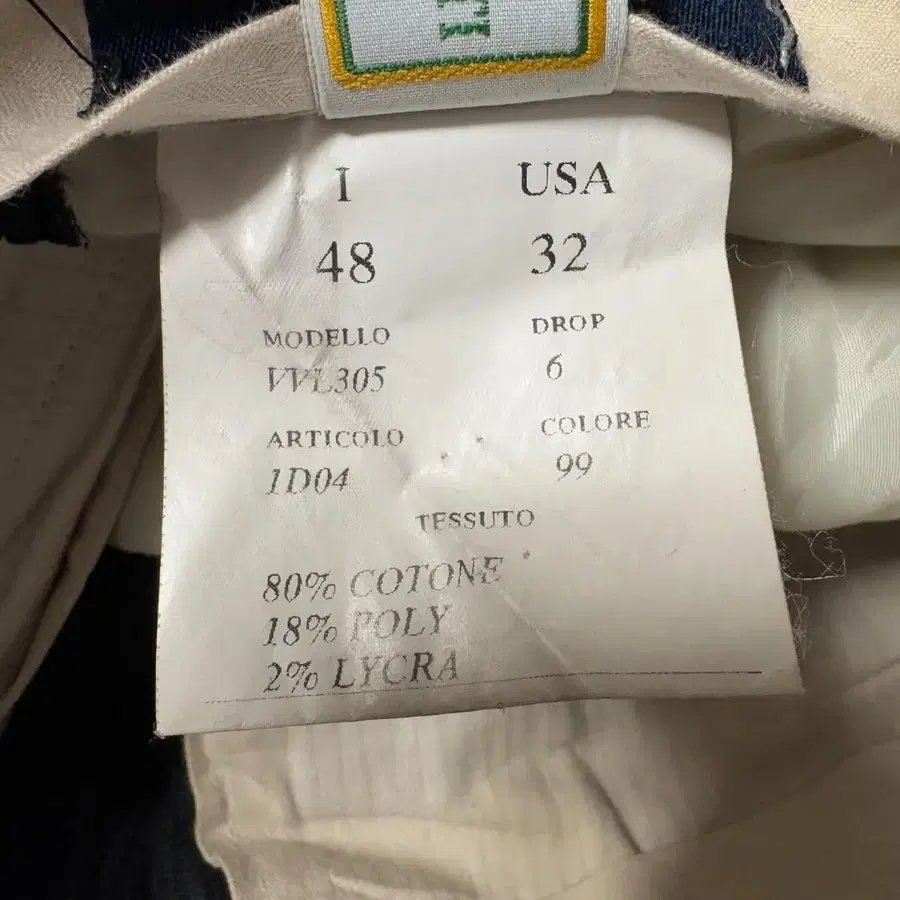 I USA
48 32
MODELLO DROP
VVL305 6
ARTICOLO COLORE
1D04 99
TESSUTO
80% COTONE
18% POLY
2% LYCRA